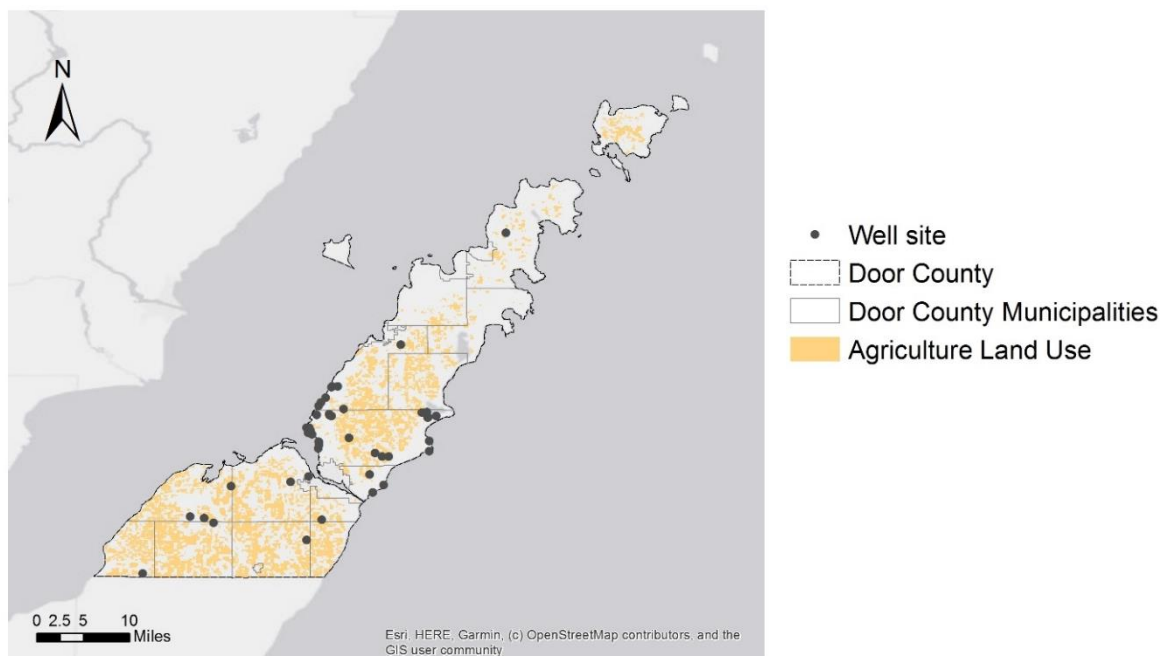 N
Well site
Door County
Door County Municipalities
Agriculture Land Use
0 2.5 5 10
Miles
Esri, HERE, Garmin, (c) OpenStreetMap contributors, and the
GIS user community